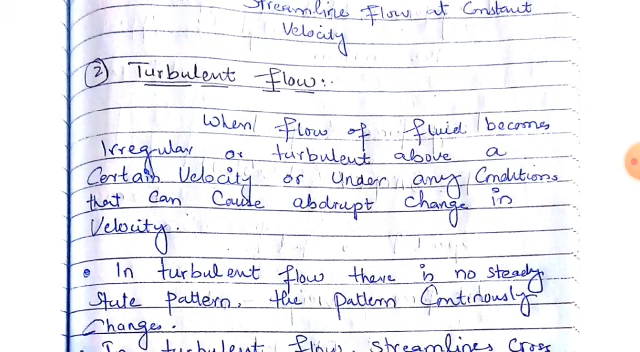 Streamline Flow at Constant
Velocity
② Turbulent flow:-
When flow of fluid becomes
Irregular or turbulent above a
Certain Velocity or Under any Conditions
that Can Cause abdrupt change in
Velocity.
• In turbulent flow there is no steady
State pattern. the pattern Continously
Changes.
• In turbulent flow, streamlines cross